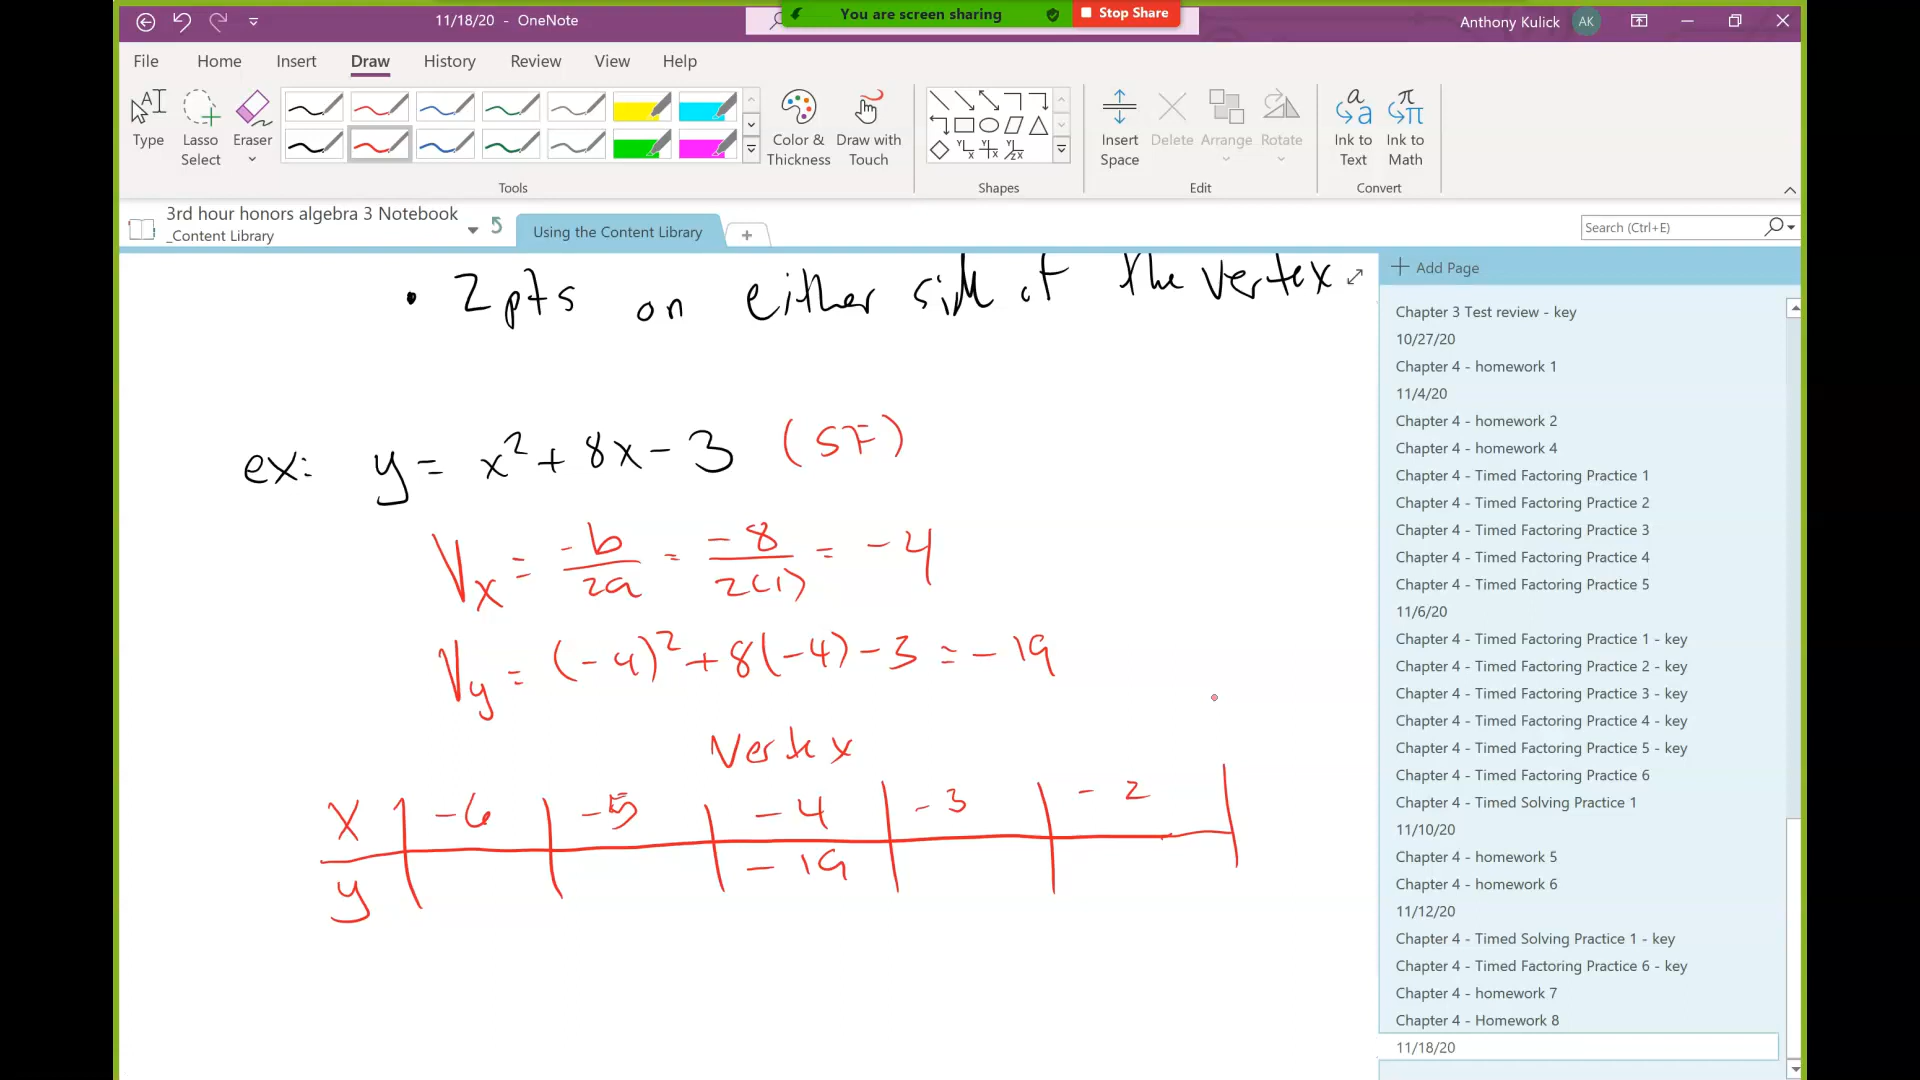 11/18/20 - OneNote
You are screen sharing
Stop Share
Anthony Kulick AK
File Home Insert Draw History Review View Help
Type
Lasso Select
Eraser
Color & Thickness
Draw with Touch
Insert Space
Delete
Arrange
Rotate
Ink to Text
Ink to Math
Tools Shapes Edit Convert
3rd hour honors algebra 3 Notebook
_Content Library
Using the Content Library
Search (Ctrl+E)
• 2 pts on either side of the vertex
ex: y = x² + 8x - 3 (SF)
Vx = -b/2a = -8/2(1) = -4
Vy = (-4)² + 8(-4) - 3 = -19
Vertex
x | -6 | -5 | -4 | -3 | -2 |
y | | | -19 | | |
Add Page
Chapter 3 Test review - key
10/27/20
Chapter 4 - homework 1
11/4/20
Chapter 4 - homework 2
Chapter 4 - homework 4
Chapter 4 - Timed Factoring Practice 1
Chapter 4 - Timed Factoring Practice 2
Chapter 4 - Timed Factoring Practice 3
Chapter 4 - Timed Factoring Practice 4
Chapter 4 - Timed Factoring Practice 5
11/6/20
Chapter 4 - Timed Factoring Practice 1 - key
Chapter 4 - Timed Factoring Practice 2 - key
Chapter 4 - Timed Factoring Practice 3 - key
Chapter 4 - Timed Factoring Practice 4 - key
Chapter 4 - Timed Factoring Practice 5 - key
Chapter 4 - Timed Factoring Practice 6
Chapter 4 - Timed Solving Practice 1
11/10/20
Chapter 4 - homework 5
Chapter 4 - homework 6
11/12/20
Chapter 4 - Timed Solving Practice 1 - key
Chapter 4 - Timed Factoring Practice 6 - key
Chapter 4 - homework 7
Chapter 4 - Homework 8
11/18/20